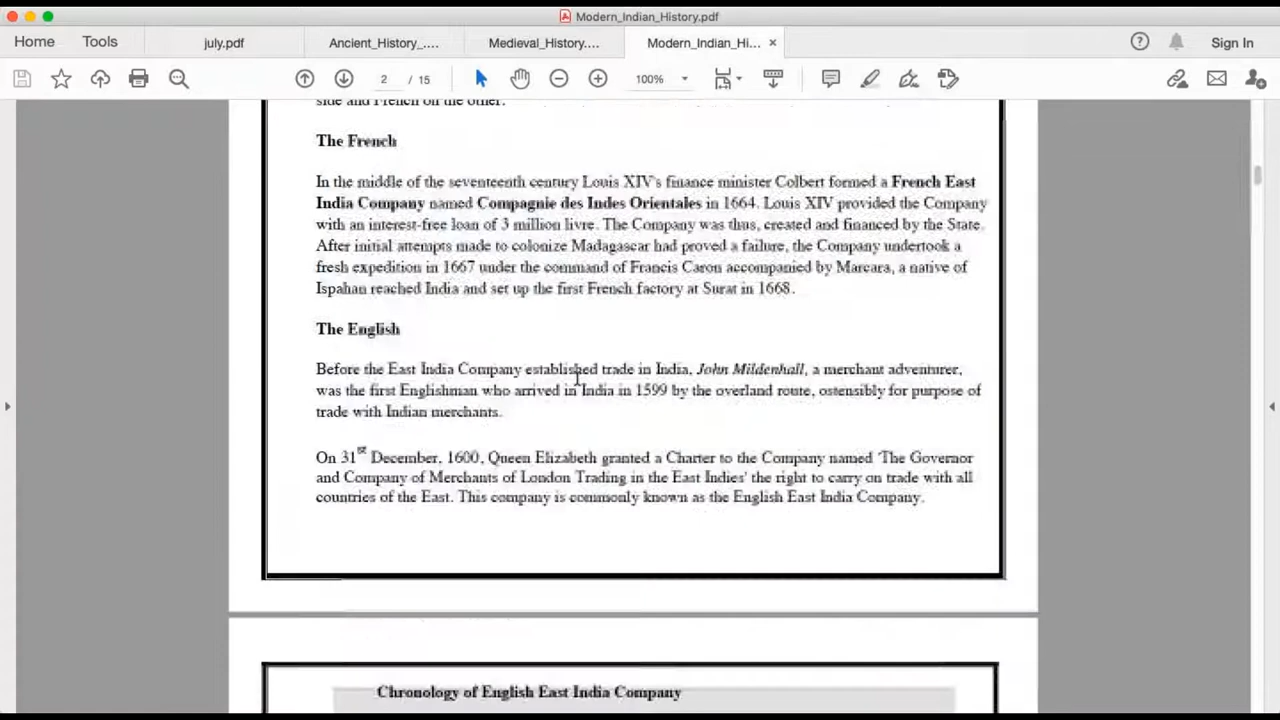 Modern_Indian_History.pdf
Home Tools july.pdf Ancient_History_.... Medieval_History.... Modern_Indian_Hi... × Sign In
2 / 15 100%
side and French on the other.
The French
In the middle of the seventeenth century Louis XIV's finance minister Colbert formed a French East
India Company named Compagnie des Indes Orientales in 1664. Louis XIV provided the Company
with an interest-free loan of 3 million livre. The Company was thus, created and financed by the State.
After initial attempts made to colonize Madagascar had proved a failure, the Company undertook a
fresh expedition in 1667 under the command of Francis Caron accompanied by Marcara, a native of
Ispahan reached India and set up the first French factory at Surat in 1668.
The English
Before the East India Company established trade in India, John Mildenhall, a merchant adventurer,
was the first Englishman who arrived in India in 1599 by the overland route, ostensibly for purpose of
trade with Indian merchants.
On 31st December, 1600, Queen Elizabeth granted a Charter to the Company named 'The Governor
and Company of Merchants of London Trading in the East Indies' the right to carry on trade with all
countries of the East. This company is commonly known as the English East India Company.
Chronology of English East India Company